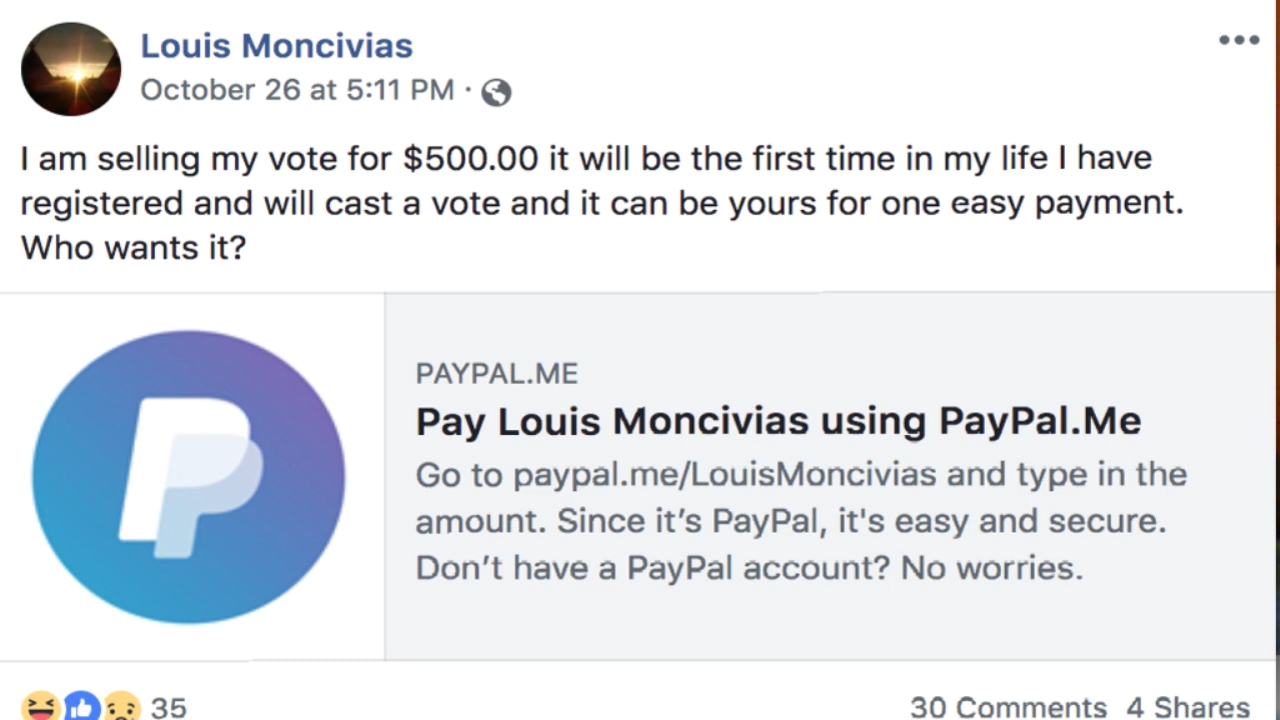 Louis Moncivias
October 26 at 5:11 PM ·
I am selling my vote for $500.00 it will be the first time in my life I have
registered and will cast a vote and it can be yours for one easy payment.
Who wants it?
PAYPAL.ME
Pay Louis Moncivias using PayPal.Me
Go to paypal.me/LouisMoncivias and type in the
amount. Since it’s PayPal, it's easy and secure.
Don’t have a PayPal account? No worries.
35
30 Comments 4 Shares